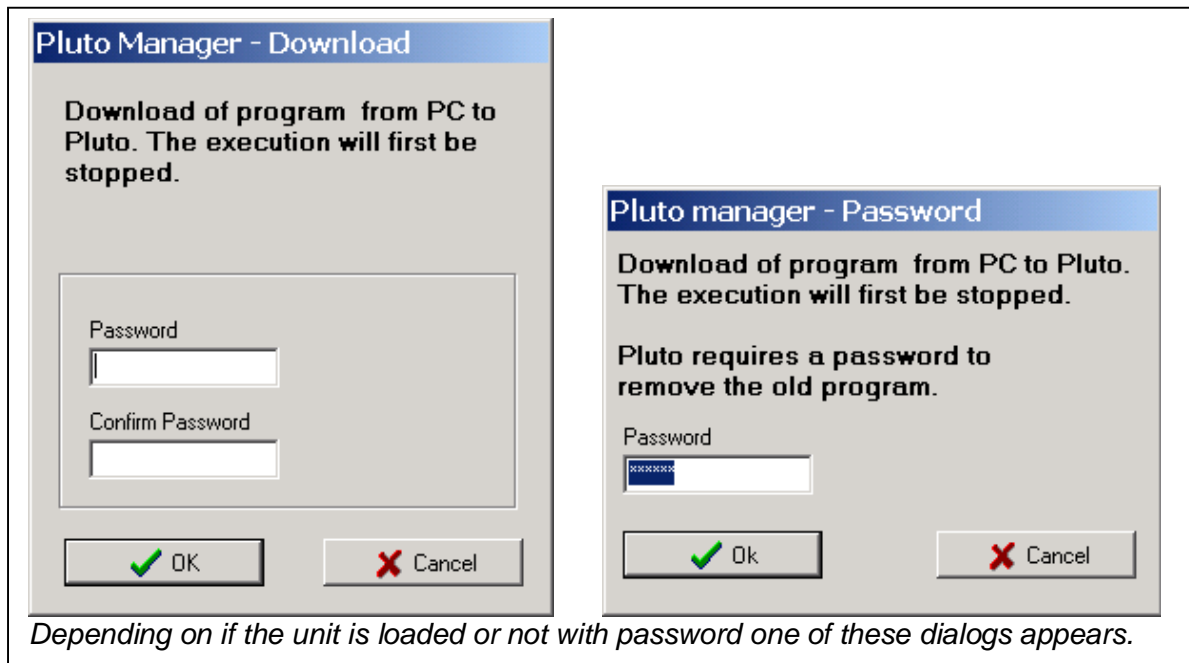 Pluto Manager - Download
Download of program from PC to
Pluto. The execution will first be
stopped.
Password
Confirm Password
OK
Cancel
Pluto manager - Password
Download of program from PC to Pluto.
The execution will first be stopped.
Pluto requires a password to
remove the old program.
Password
xxxxxx
Ok
Cancel
Depending on if the unit is loaded or not with password one of these dialogs appears.